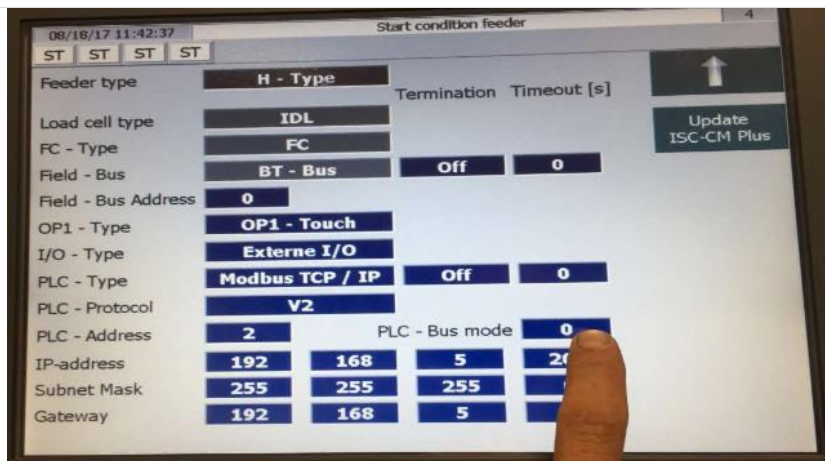 08/18/17 11:42:37 Start condition feeder 4
ST ST ST ST
Feeder type H - Type
Termination Timeout [s]
Load cell type IDL
Update
ISC-CM Plus
FC - Type FC
Field - Bus BT - Bus Off 0
Field - Bus Address 0
OP1 - Type OP1 - Touch
I/O - Type Externe I/O
PLC - Type Modbus TCP / IP Off 0
PLC - Protocol V2
PLC - Address 2 PLC - Bus mode 0
IP-address 192 168 5
Subnet Mask 255 255 255
Gateway 192 168 5